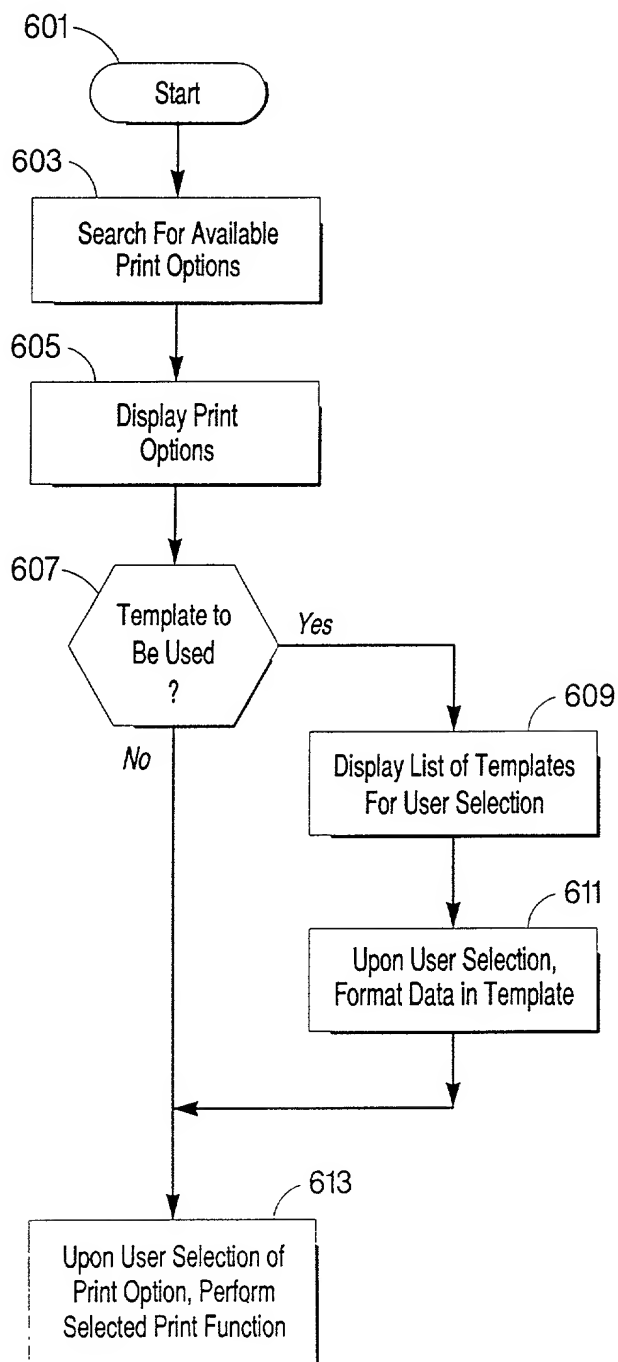 601
Start
603
Search For Available
Print Options
605
Display Print
Options
607
Template to
Be Used
?
Yes
No
609
Display List of Templates
For User Selection
611
Upon User Selection,
Format Data in Template
613
Upon User Selection of
Print Option, Perform
Selected Print Function